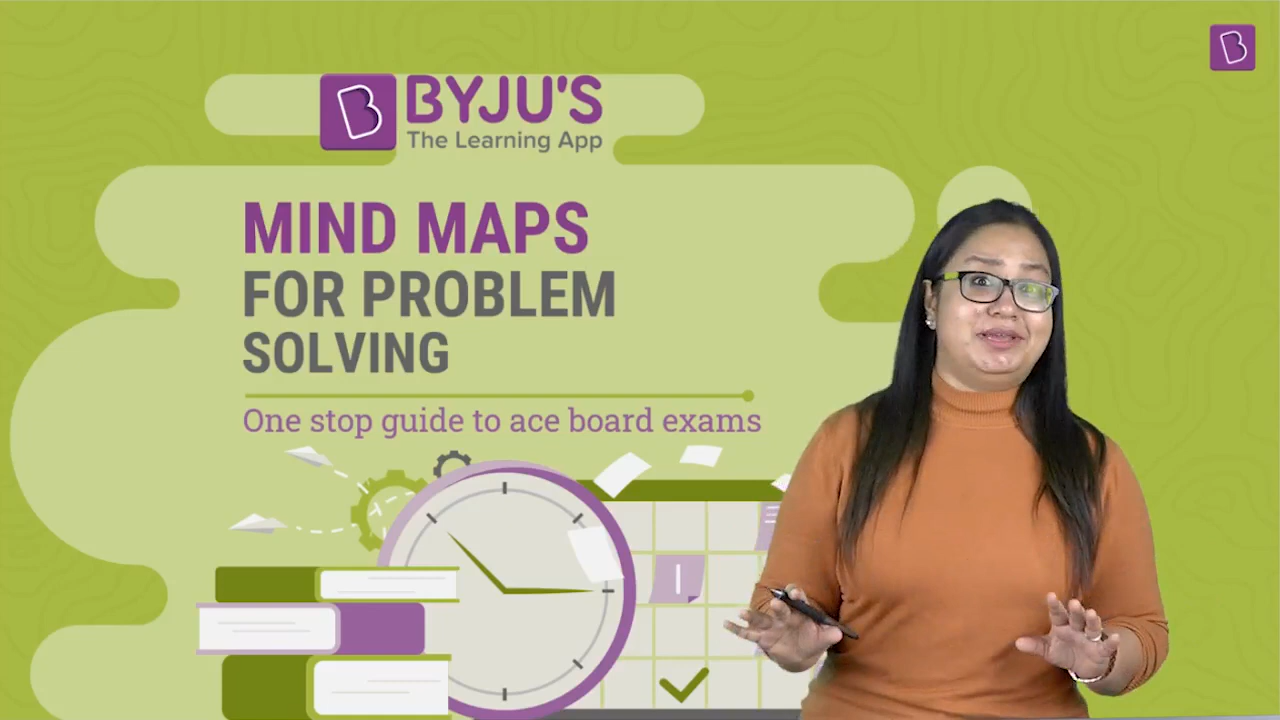 BYJU'S
The Learning App
MIND MAPS
FOR PROBLEM
SOLVING
One stop guide to ace board exams